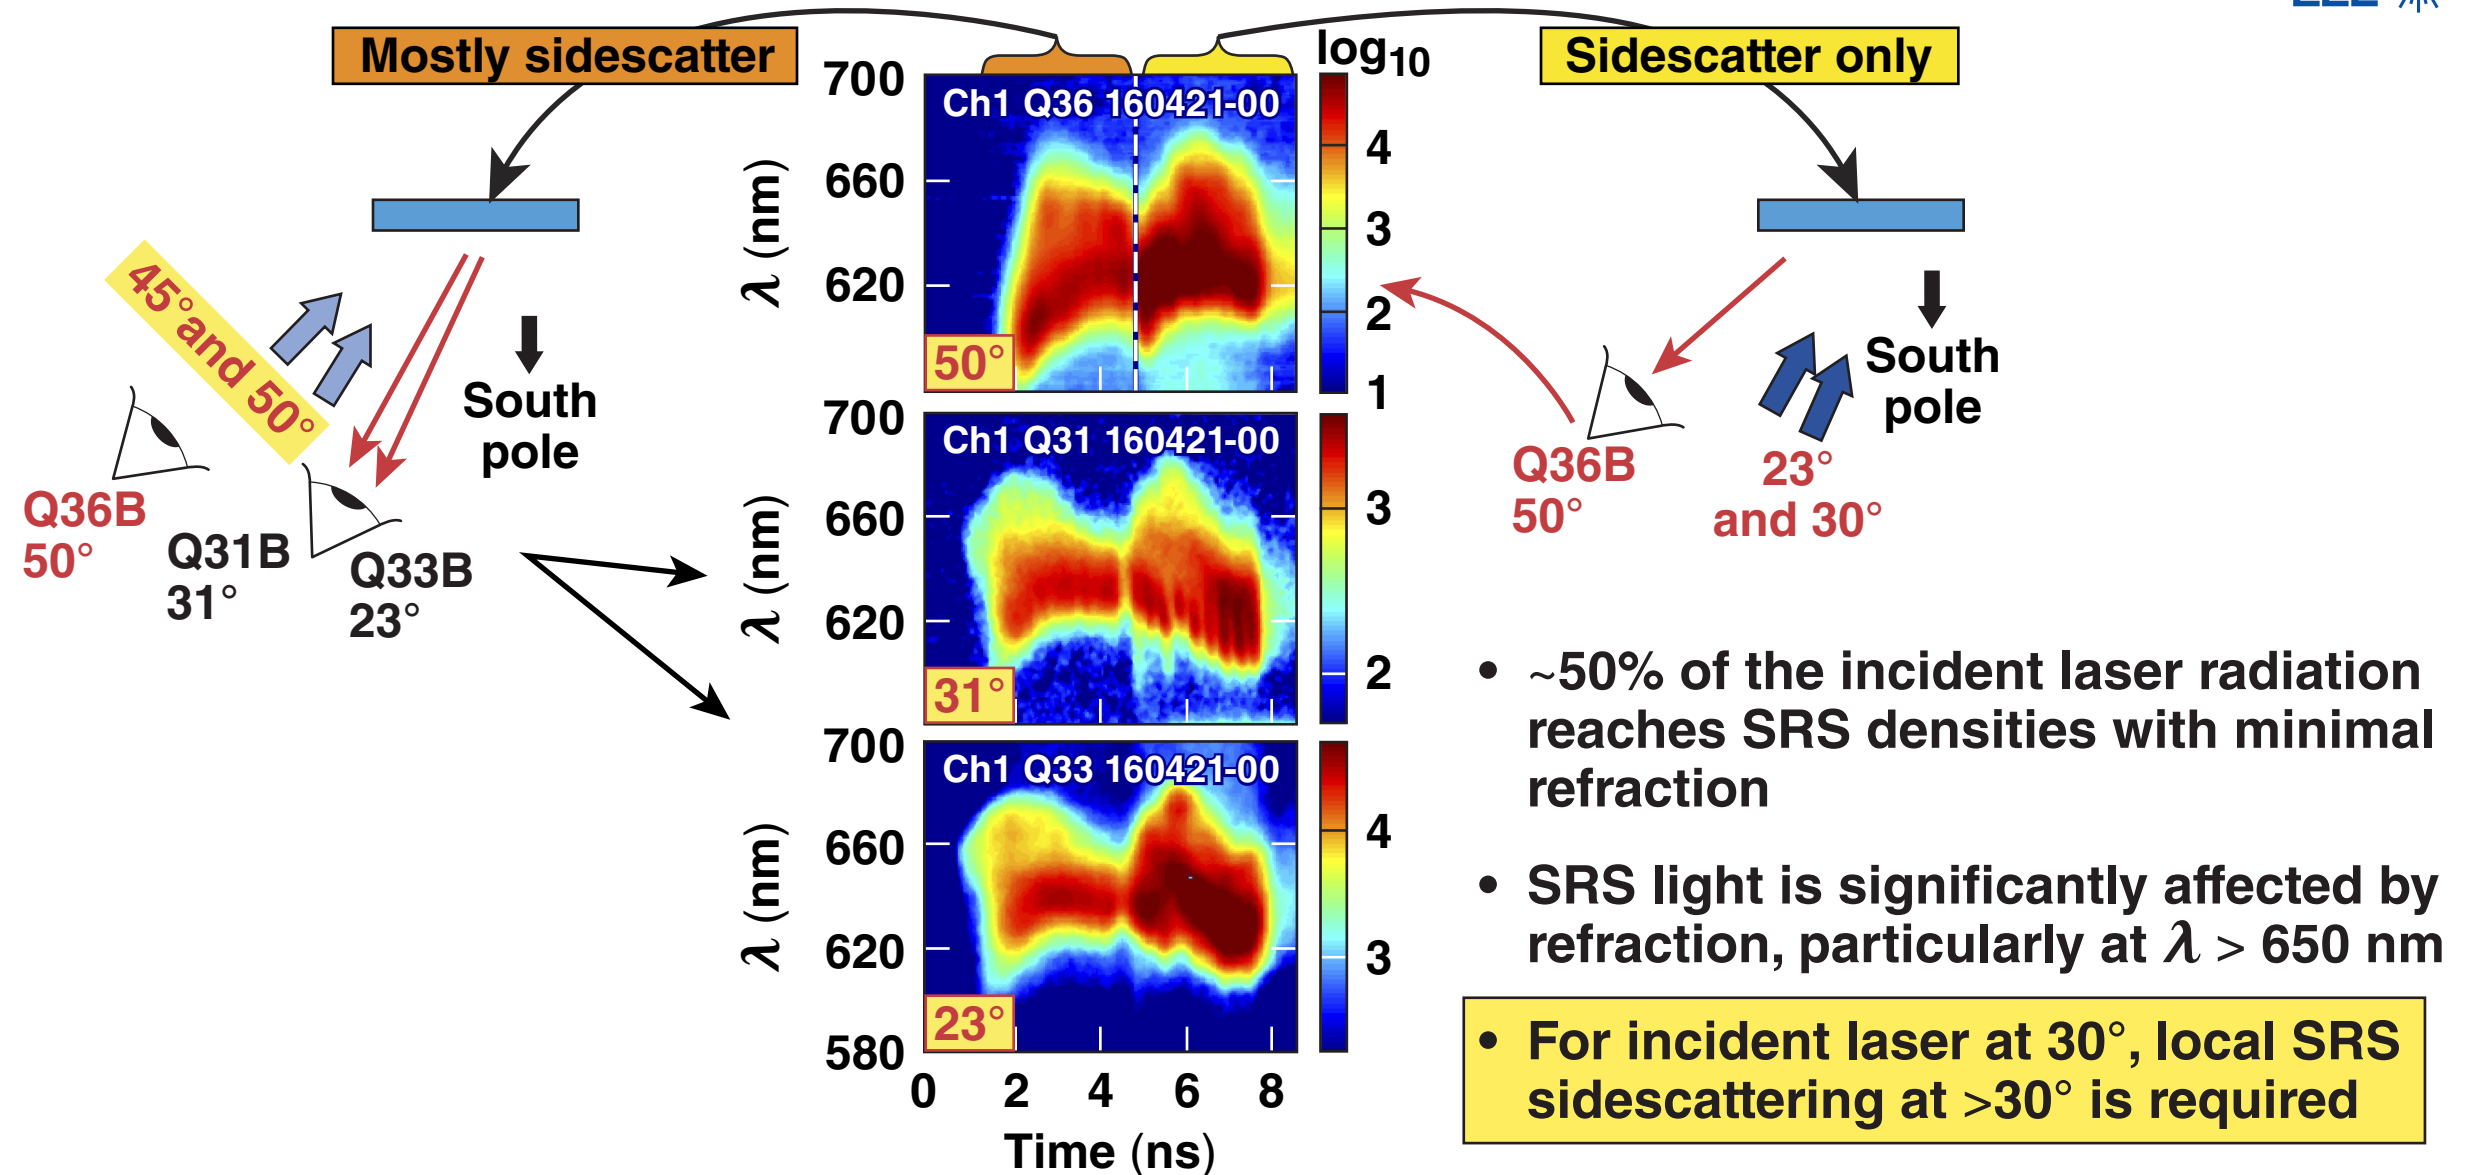 LLE
Mostly sidescatter
Sidescatter only
45° and 50°
South
pole
Q36B
50°
Q31B
31°
Q33B
23°
log10
Ch1 Q36 160421-00
700
660
620
λ (nm)
50°
4
3
2
1
Ch1 Q31 160421-00
700
660
620
λ (nm)
31°
3
2
Ch1 Q33 160421-00
700
660
620
580
λ (nm)
23°
4
3
0 2 4 6 8
Time (ns)
South
pole
Q36B
50°
23°
and 30°
• ~50% of the incident laser radiation
reaches SRS densities with minimal
refraction
• SRS light is significantly affected by
refraction, particularly at λ > 650 nm
• For incident laser at 30°, local SRS
sidescattering at >30° is required